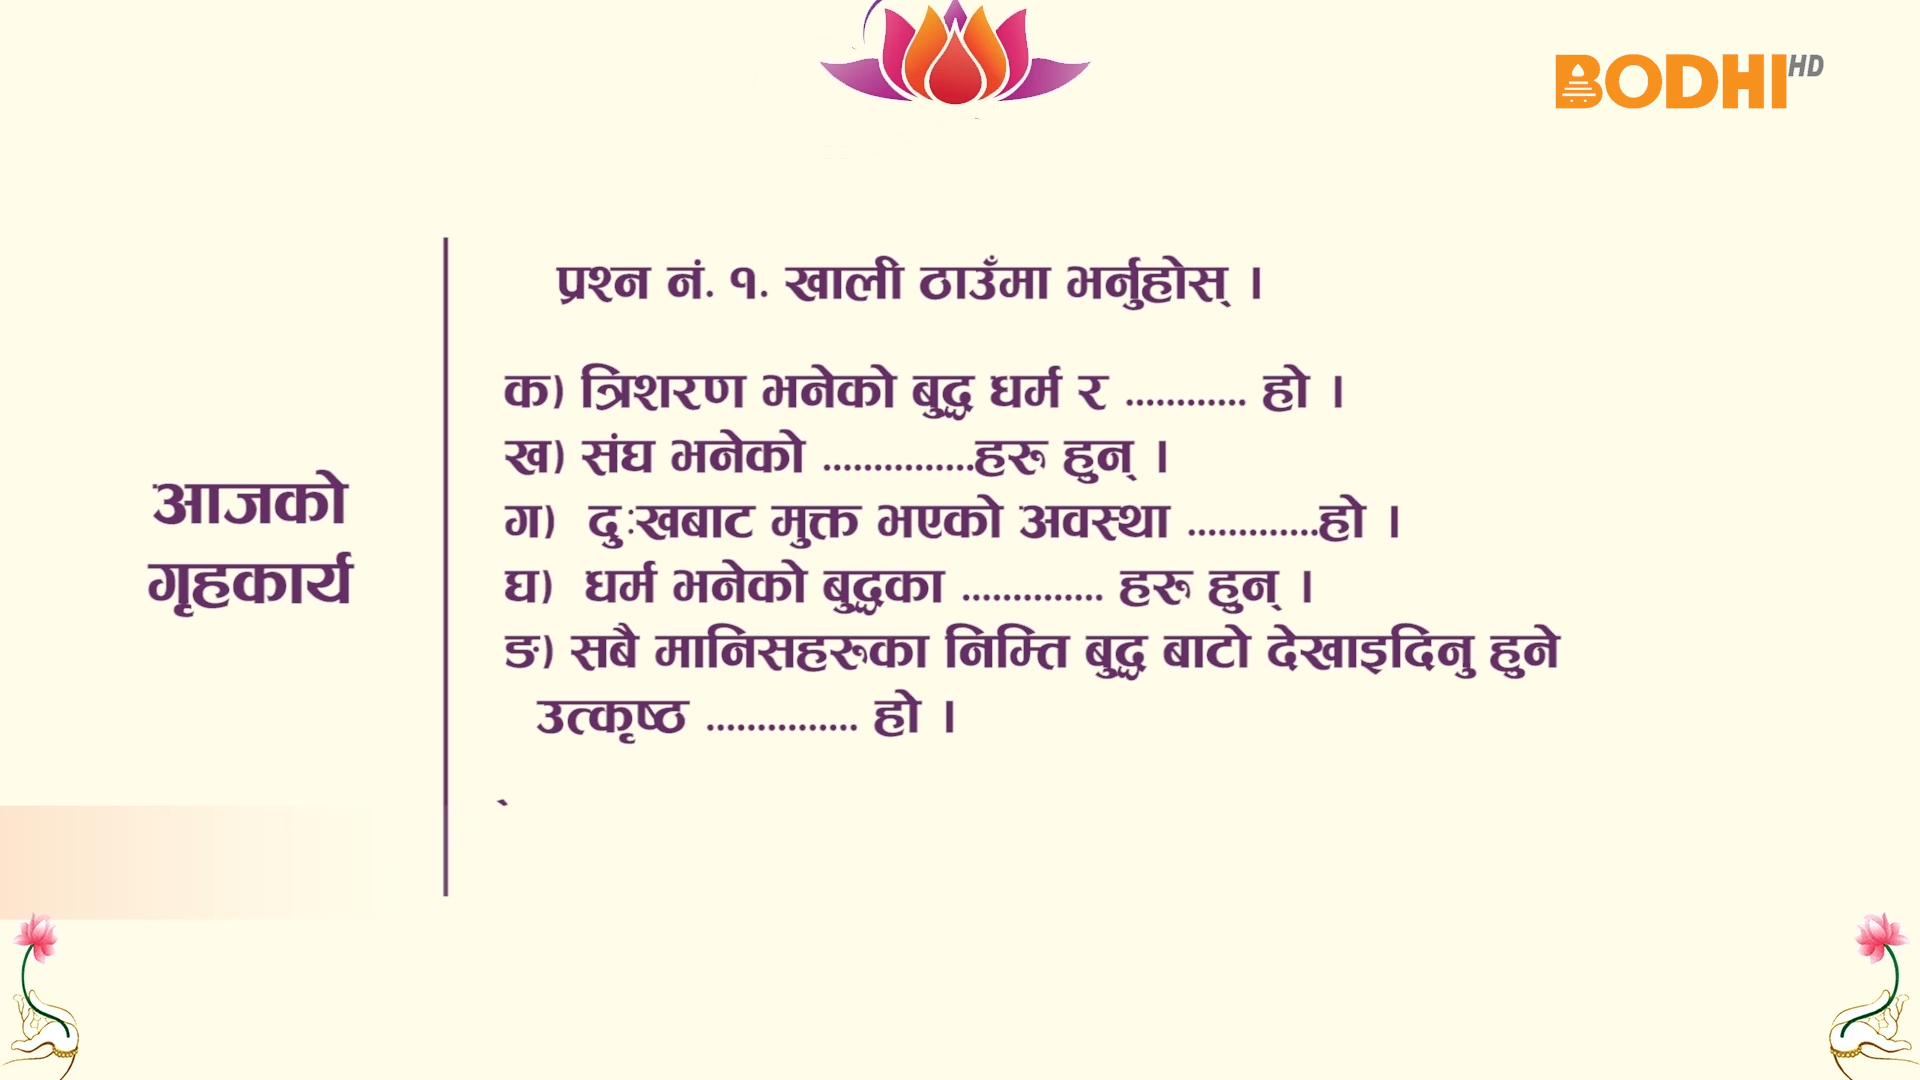 BODHI HD
प्रश्न नं. १. खाली ठाउँमा भर्नुहोस् ।
क) त्रिशरण भनेको बुद्ध धर्म र ............ हो ।
ख) संघ भनेको ...............हरू हुन् ।
ग) दुःखबाट मुक्त भएको अवस्था .............हो ।
घ) धर्म भनेको बुद्धका .............. हरू हुन् ।
ङ) सबै मानिसहरूका निम्ति बुद्ध बाटो देखाइदिनु हुने
उत्कृष्ठ ............... हो ।
आजको
गृहकार्य